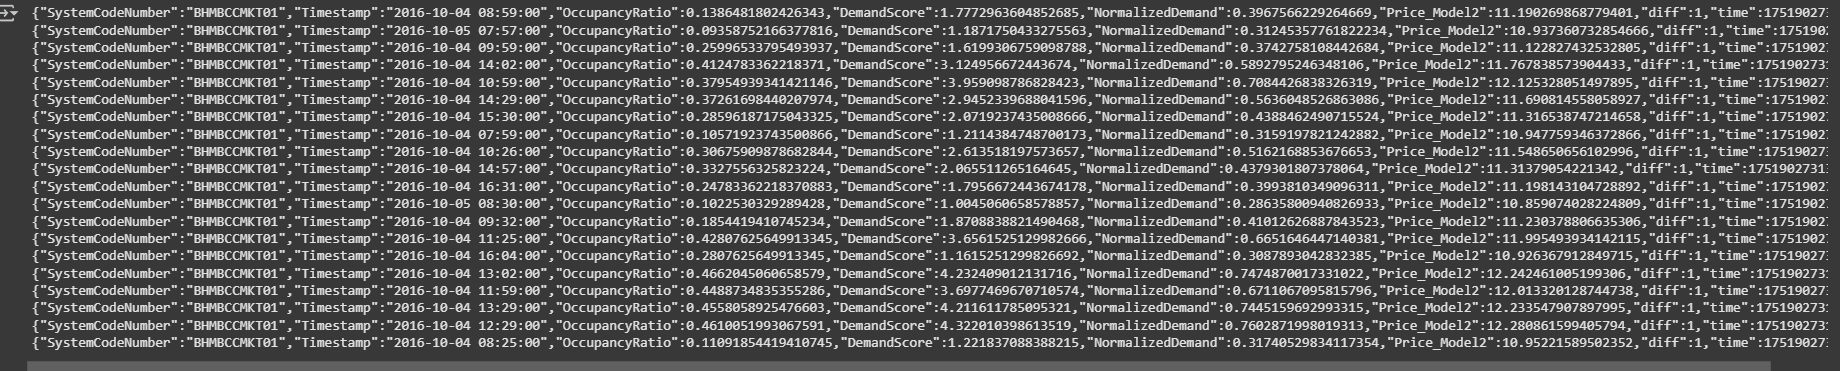 {"SystemCodeNumber":"BHMBCCMKT01","Timestamp":"2016-10-04 08:59:00","OccupancyRatio":0.1386481802426343,"DemandScore":1.7772963604852685,"NormalizedDemand":0.3967566229264669,"Price_Model2":11.190269868779401,"diff":1,"time":175190273
{"SystemCodeNumber":"BHMBCCMKT01","Timestamp":"2016-10-05 07:57:00","OccupancyRatio":0.09358752166377816,"DemandScore":1.1871750433275563,"NormalizedDemand":0.31245357761822234,"Price_Model2":10.937360732854666,"diff":1,"time":1751902
{"SystemCodeNumber":"BHMBCCMKT01","Timestamp":"2016-10-04 09:59:00","OccupancyRatio":0.259965337954939​37,"DemandScore":1.6199306759098788,"NormalizedDemand":0.3742758108442684,"Price_Model2":11.122827432532805,"diff":1,"time":17519027
{"SystemCodeNumber":"BHMBCCMKT01","Timestamp":"2016-10-04 14:02:00","OccupancyRatio":0.4124783362218371,"DemandScore":3.124956672443674,"NormalizedDemand":0.5892795246348106,"Price_Model2":11.767838573904433,"diff":1,"time":1751902731
{"SystemCodeNumber":"BHMBCCMKT01","Timestamp":"2016-10-04 10:59:00","OccupancyRatio":0.37954939341421146,"DemandScore":3.959098786828423,"NormalizedDemand":0.7084426838326319,"Price_Model2":12.125328051497895,"diff":1,"time":175190273
{"SystemCodeNumber":"BHMBCCMKT01","Timestamp":"2016-10-04 14:29:00","OccupancyRatio":0.37261698440207974,"DemandScore":2.9452339688041596,"NormalizedDemand":0.5636048526863086,"Price_Model2":11.690814558058927,"diff":1,"time":17519027
{"SystemCodeNumber":"BHMBCCMKT01","Timestamp":"2016-10-04 15:30:00","OccupancyRatio":0.28596187175043325,"DemandScore":2.0719237435008666,"NormalizedDemand":0.4388462490715524,"Price_Model2":11.316538747214658,"diff":1,"time":17519027
{"SystemCodeNumber":"BHMBCCMKT01","Timestamp":"2016-10-04 07:59:00","OccupancyRatio":0.10571923743500866,"DemandScore":1.2114384748700173,"NormalizedDemand":0.3159197821242882,"Price_Model2":10.947759346372866,"diff":1,"time":17519027
{"SystemCodeNumber":"BHMBCCMKT01","Timestamp":"2016-10-04 10:26:00","OccupancyRatio":0.30675909878682844,"DemandScore":2.613518197573657,"NormalizedDemand":0.5162168853676653,"Price_Model2":11.548650656102996,"diff":1,"time":175190273
{"SystemCodeNumber":"BHMBCCMKT01","Timestamp":"2016-10-04 14:57:00","OccupancyRatio":0.3327556325823224,"DemandScore":2.065511265164645,"NormalizedDemand":0.4379301807378064,"Price_Model2":11.31379054221342,"diff":1,"time":1751902731
{"SystemCodeNumber":"BHMBCCMKT01","Timestamp":"2016-10-04 16:31:00","OccupancyRatio":0.24783362218370883,"DemandScore":1.7956672443674178,"NormalizedDemand":0.3993810349096311,"Price_Model2":11.198143104728892,"diff":1,"time":17519027
{"SystemCodeNumber":"BHMBCCMKT01","Timestamp":"2016-10-05 08:30:00","OccupancyRatio":0.1022530329289428,"DemandScore":1.0045060658578857,"NormalizedDemand":0.28635800940826933,"Price_Model2":10.859074028224809,"diff":1,"time":17519027
{"SystemCodeNumber":"BHMBCCMKT01","Timestamp":"2016-10-04 09:32:00","OccupancyRatio":0.1854419410745234,"DemandScore":1.8708838821490468,"NormalizedDemand":0.41012626887843523,"Price_Model2":11.230378806635306,"diff":1,"time":17519027
{"SystemCodeNumber":"BHMBCCMKT01","Timestamp":"2016-10-04 11:25:00","OccupancyRatio":0.42807625649913345,"DemandScore":3.6561525129982666,"NormalizedDemand":0.6651646447140381,"Price_Model2":11.995493934142115,"diff":1,"time":17519027
{"SystemCodeNumber":"BHMBCCMKT01","Timestamp":"2016-10-04 16:04:00","OccupancyRatio":0.2807625649913345,"DemandScore":1.1615251299826692,"NormalizedDemand":0.3087893042832385,"Price_Model2":10.926367912849715,"diff":1,"time":175190273
{"SystemCodeNumber":"BHMBCCMKT01","Timestamp":"2016-10-04 13:02:00","OccupancyRatio":0.4662045060658579,"DemandScore":4.232409012131716,"NormalizedDemand":0.7474870017331022,"Price_Model2":12.242461005199306,"diff":1,"time":1751902731
{"SystemCodeNumber":"BHMBCCMKT01","Timestamp":"2016-10-04 11:59:00","OccupancyRatio":0.4488734835355286,"DemandScore":3.6977469670710574,"NormalizedDemand":0.6711067095815796,"Price_Model2":12.013320128744738,"diff":1,"time":175190273
{"SystemCodeNumber":"BHMBCCMKT01","Timestamp":"2016-10-04 13:29:00","OccupancyRatio":0.4558058925476603,"DemandScore":4.211611785095321,"NormalizedDemand":0.7445159692993315,"Price_Model2":12.233547907897995,"diff":1,"time":1751902731
{"SystemCodeNumber":"BHMBCCMKT01","Timestamp":"2016-10-04 12:29:00","OccupancyRatio":0.4610051993067591,"DemandScore":4.322010398613519,"NormalizedDemand":0.7602871998019313,"Price_Model2":12.280861599405794,"diff":1,"time":1751902731
{"SystemCodeNumber":"BHMBCCMKT01","Timestamp":"2016-10-04 08:25:00","OccupancyRatio":0.11091854419410745,"DemandScore":1.221837088388215,"NormalizedDemand":0.31740529834117354,"Price_Model2":10.95221589502352,"diff":1,"time":175190273